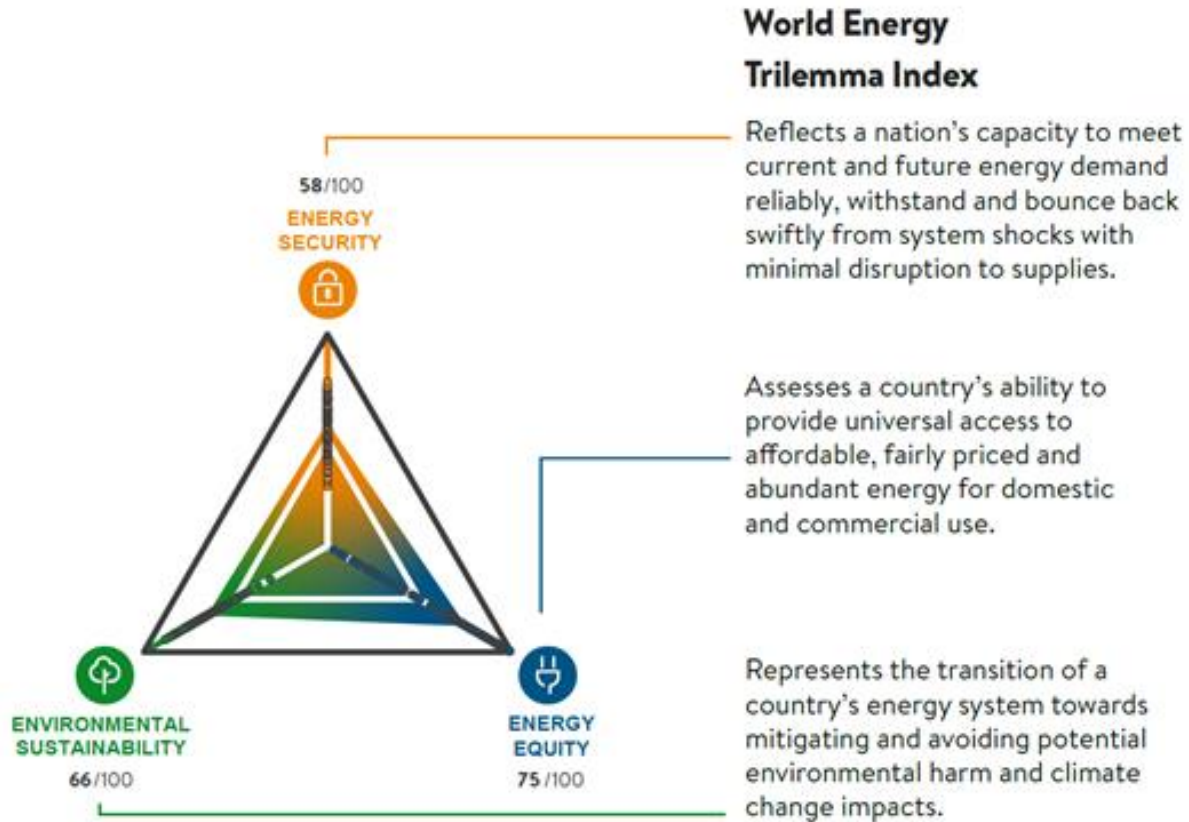 World Energy
Trilemma Index
Reflects a nation's capacity to meet
current and future energy demand
reliably, withstand and bounce back
swiftly from system shocks with
minimal disruption to supplies.
58/100
ENERGY
SECURITY
Assesses a country's ability to
provide universal access to
affordable, fairly priced and
abundant energy for domestic
and commercial use.
ENVIRONMENTAL
SUSTAINABILITY
66/100
ENERGY
EQUITY
75/100
Represents the transition of a
country's energy system towards
mitigating and avoiding potential
environmental harm and climate
change impacts.